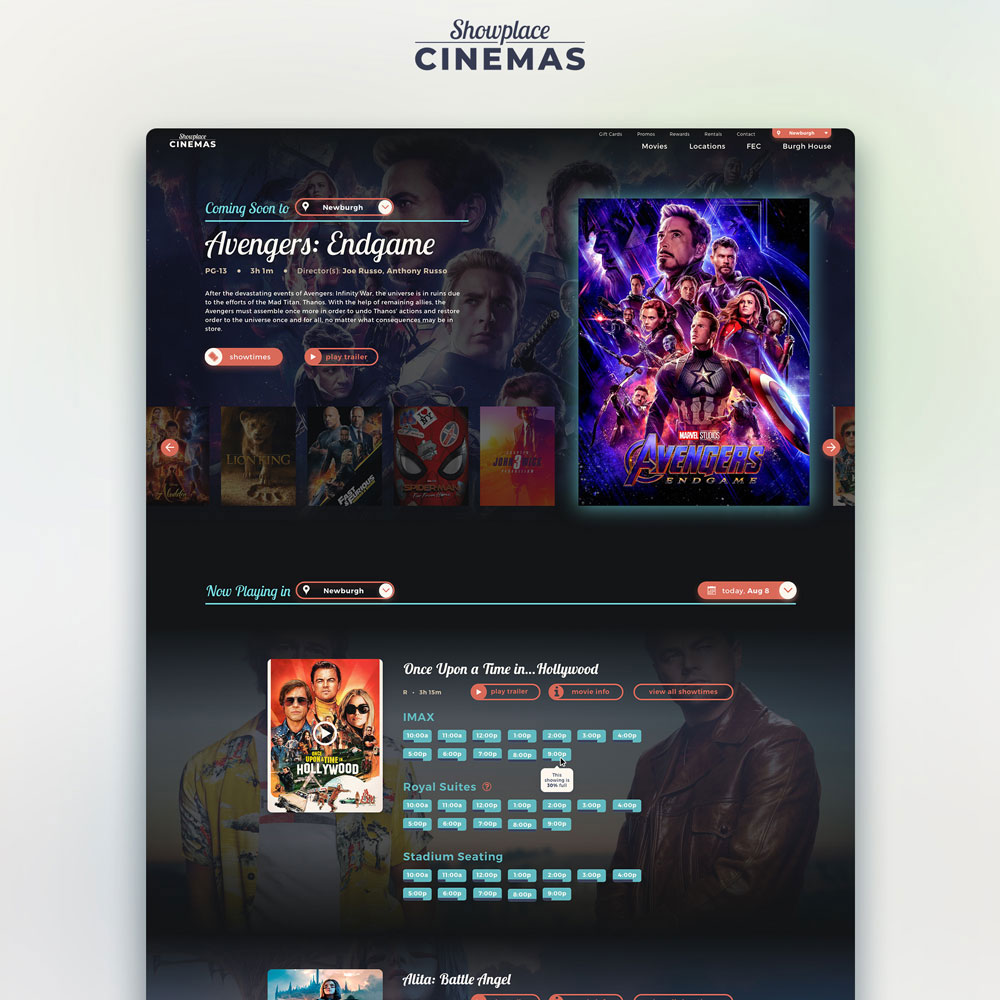 Showplace
CINEMAS
Showplace
CINEMAS
Gift Cards Promos Rewards Rentals Contact Newburgh
Movies Locations FEC Burgh House
Coming Soon to Newburgh
Avengers: Endgame
PG-13 • 3h 1m • Director(s): Joe Russo, Anthony Russo
After the devastating events of Avengers: Infinity War, the universe is in ruins due
to the efforts of the Mad Titan, Thanos. With the help of remaining allies, the
Avengers must assemble once more in order to undo Thanos' actions and restore
order to the universe once and for all, no matter what consequences may be in
store.
showtimes play trailer
MARVEL STUDIOS
AVENGERS
ENDGAME
Aladdin
THE LION KING
FAST & FURIOUS
SPIDER-MAN
FAR FROM HOME
JOHN WICK
3
Now Playing in Newburgh today, Aug 8
Once Upon a Time in...Hollywood
R • 3h 15m play trailer movie info view all showtimes
ONCE
UPON A TIME IN
HOLLYWOOD
IMAX
10:00a 11:00a 12:00p 1:00p 2:00p 3:00p 4:00p
5:00p 6:00p 7:00p 8:00p 9:00p
This
showing is
30% full
Royal Suites ?
10:00a 11:00a 12:00p 1:00p 2:00p 3:00p 4:00p
5:00p 6:00p 7:00p 8:00p 9:00p
Stadium Seating
10:00a 11:00a 12:00p 1:00p 2:00p 3:00p 4:00p
5:00p 6:00p 7:00p 8:00p 9:00p
Alita: Battle Angel